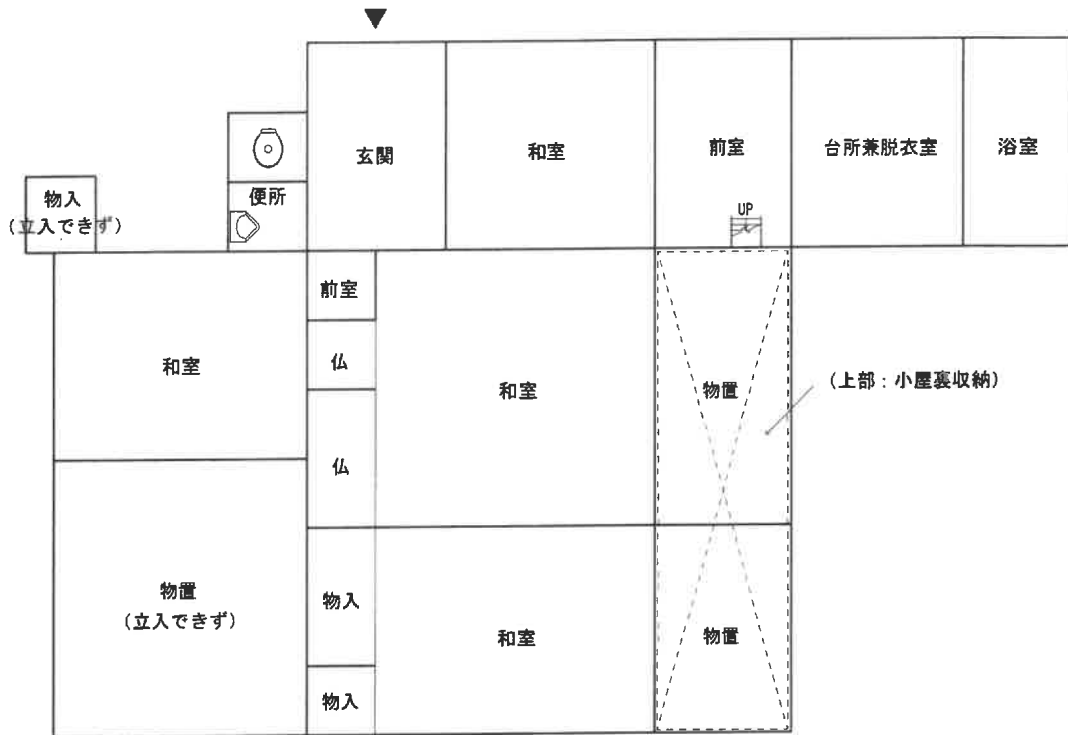 玄関
和室
前室
台所兼脱衣室
浴室
便所
物入
(立入できず)
UP
前室
和室
仏
和室
物置
(上部:小屋裏収納)
仏
物置
(立入できず)
物入
和室
物置
物入